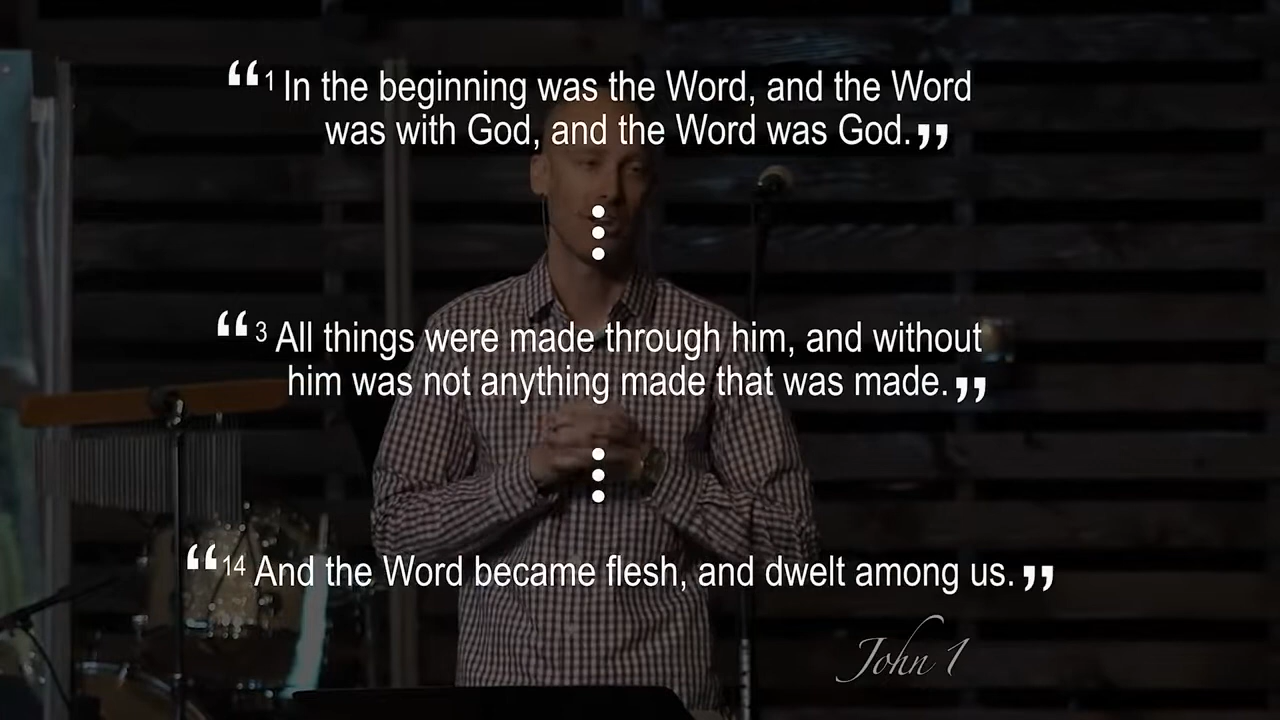 “1 In the beginning was the Word, and the Word
was with God, and the Word was God.”
“3 All things were made through him, and without
him was not anything made that was made.”
“14 And the Word became flesh, and dwelt among us.”
John 1